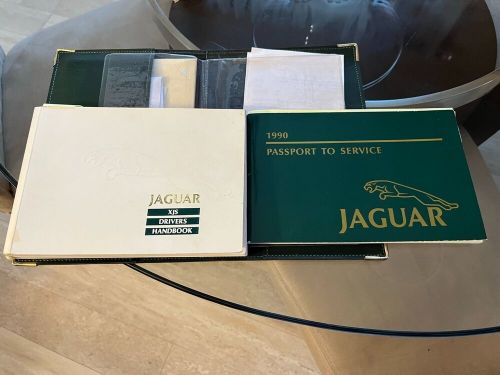 JAGUAR
XJS
DRIVERS
HANDBOOK
1990
PASSPORT TO SERVICE
JAGUAR